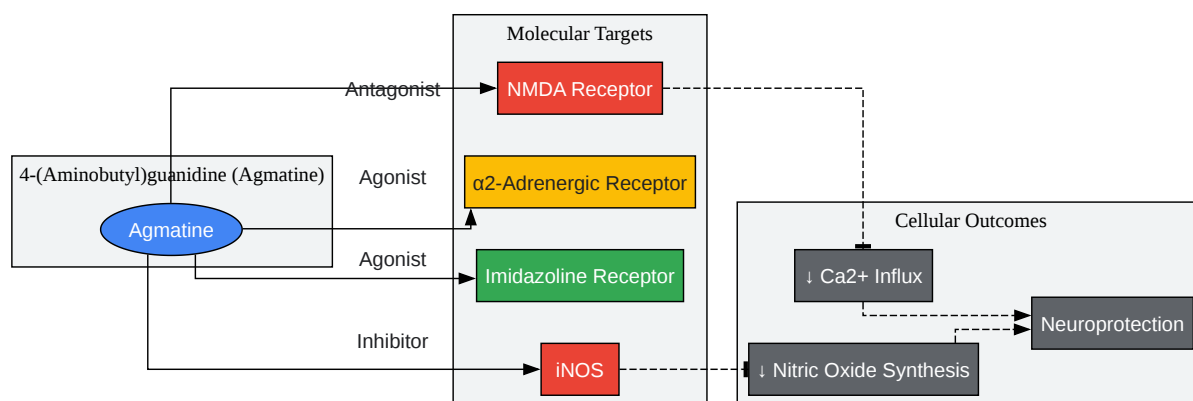 Molecular Targets
Antagonist
NMDA Receptor
4-(Aminobutyl)guanidine (Agmatine)
Agonist
α2-Adrenergic Receptor
Agmatine
Cellular Outcomes
Agonist
Imidazoline Receptor
↓ Ca2+ Influx
Neuroprotection
Inhibitor
iNOS
↓ Nitric Oxide Synthesis